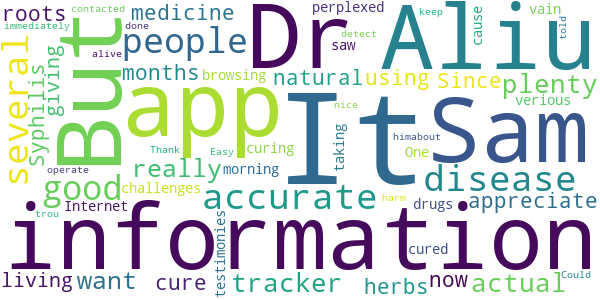 roots medicine perplexed Dr Aliu vain told
immediately contacted done keep
But people saw cause detect
alive
several giving months browsing natural using Since plenty
Syphilis app It Sam verious
nice himabout
Thank Easy curing taking One
really morning disease
good challenges accurate drugs appreciate
operate Internet testimonies harm
trou information cured
living want cure tracker herbs now actual Could